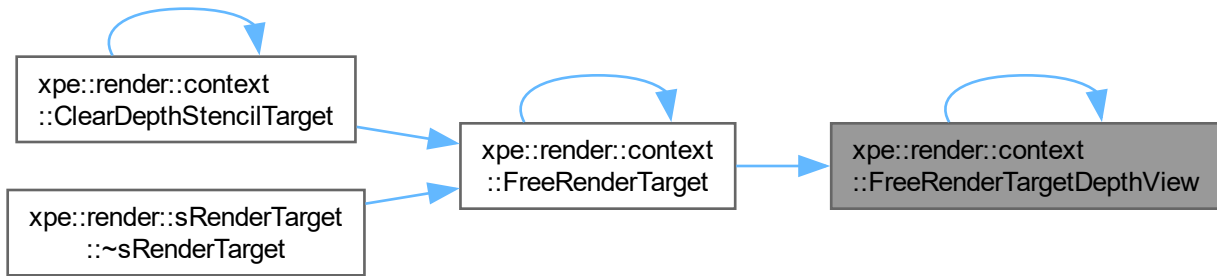 xpe::render::context
::ClearDepthStencilTarget
xpe::render::sRenderTarget
::~sRenderTarget
xpe::render::context
::FreeRenderTarget
xpe::render::context
::FreeRenderTargetDepthView